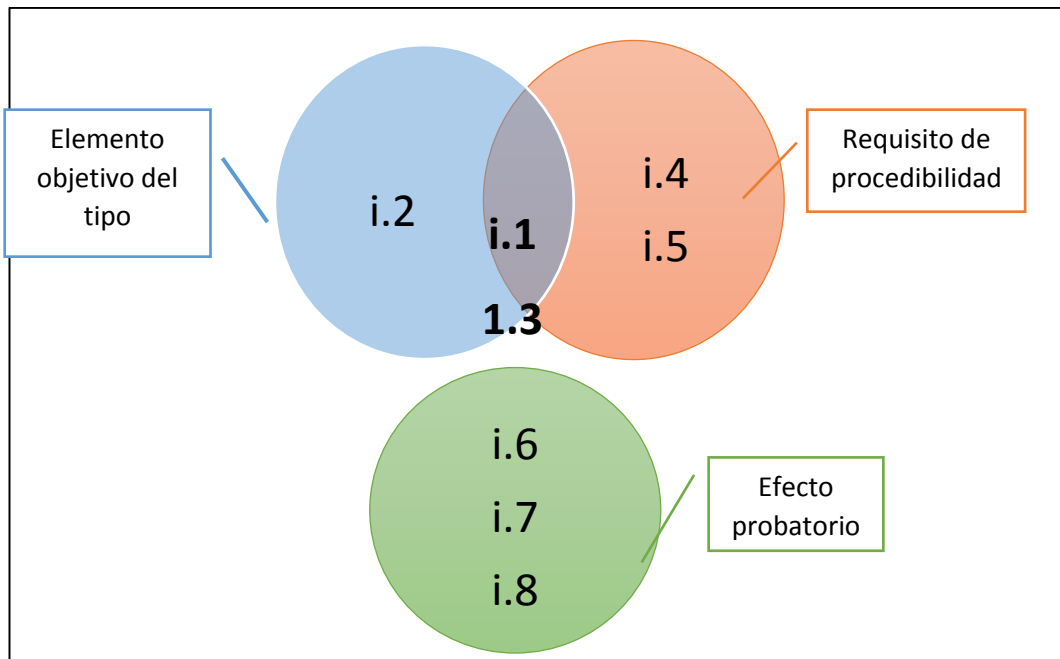 Elemento
objetivo del
tipo
i.2
i.1
1.3
i.4
i.5
Requisito de
procedibilidad
i.6
i.7
i.8
Efecto
probatorio